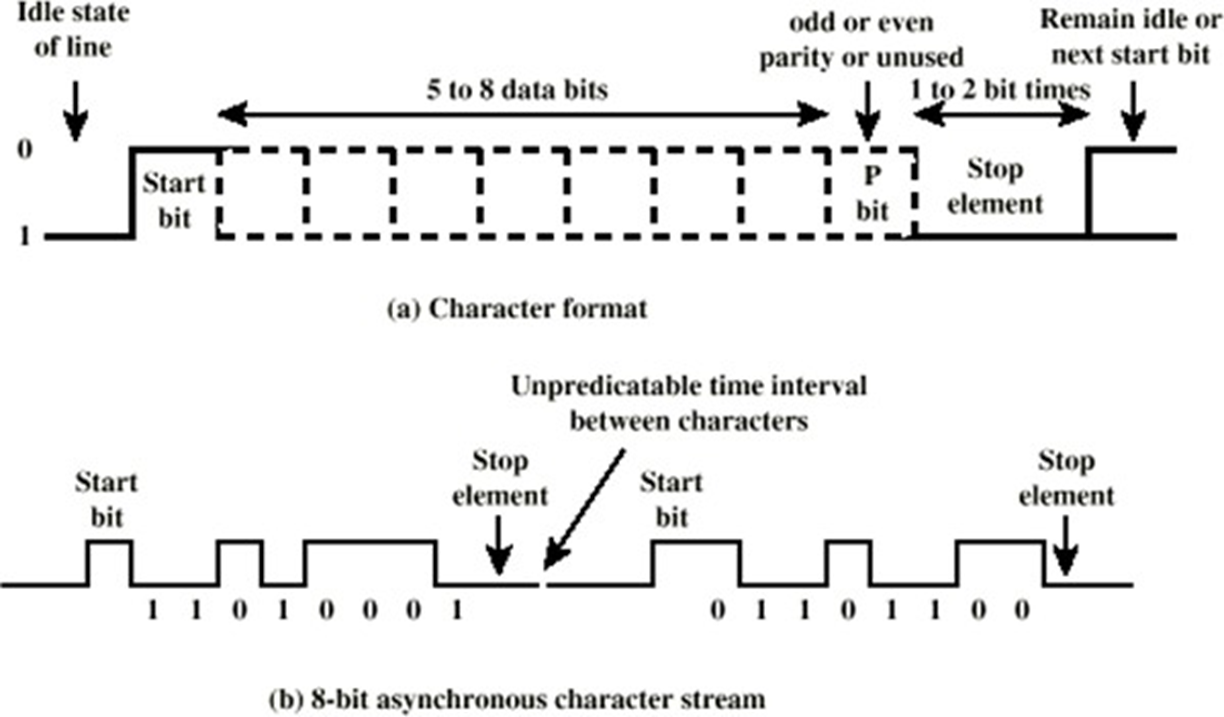 Idle state
of line
odd or even
parity or unused
Remain idle or
next start bit
5 to 8 data bits
1 to 2 bit times
0
1
Start
bit
P
bit
Stop
element
(a) Character format
Unpredicatable time interval
between characters
Start
bit
Stop
element
Start
bit
Stop
element
1 1 0 1 0 0 0 1
0 1 1 0 1 1 0 0
(b) 8-bit asynchronous character stream